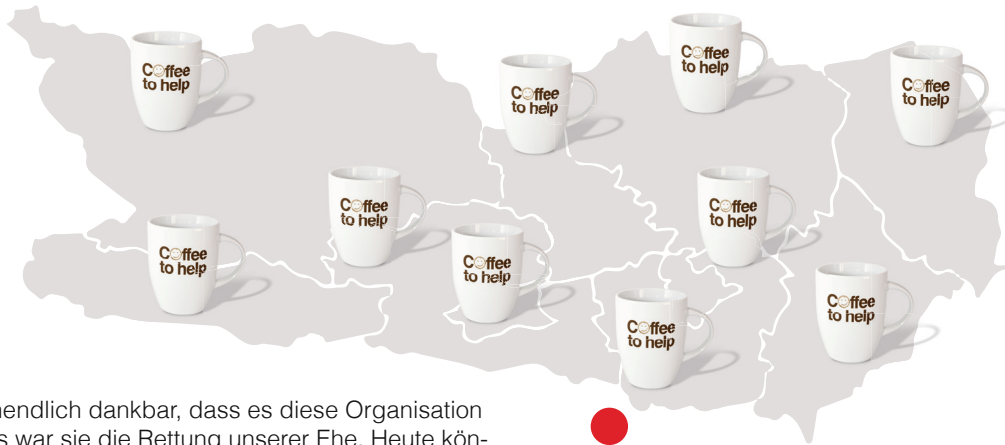 Coffee
to help
Coffee
to help
Coffee
to help
Coffee
to help
Coffee
to help
Coffee
to help
Coffee
to help
Coffee
to help
Coffee
to help
Coffee
to help
nendlich dankbar, dass es diese Organisation
s war sie die Rettung unserer Ehe. Heute kön-